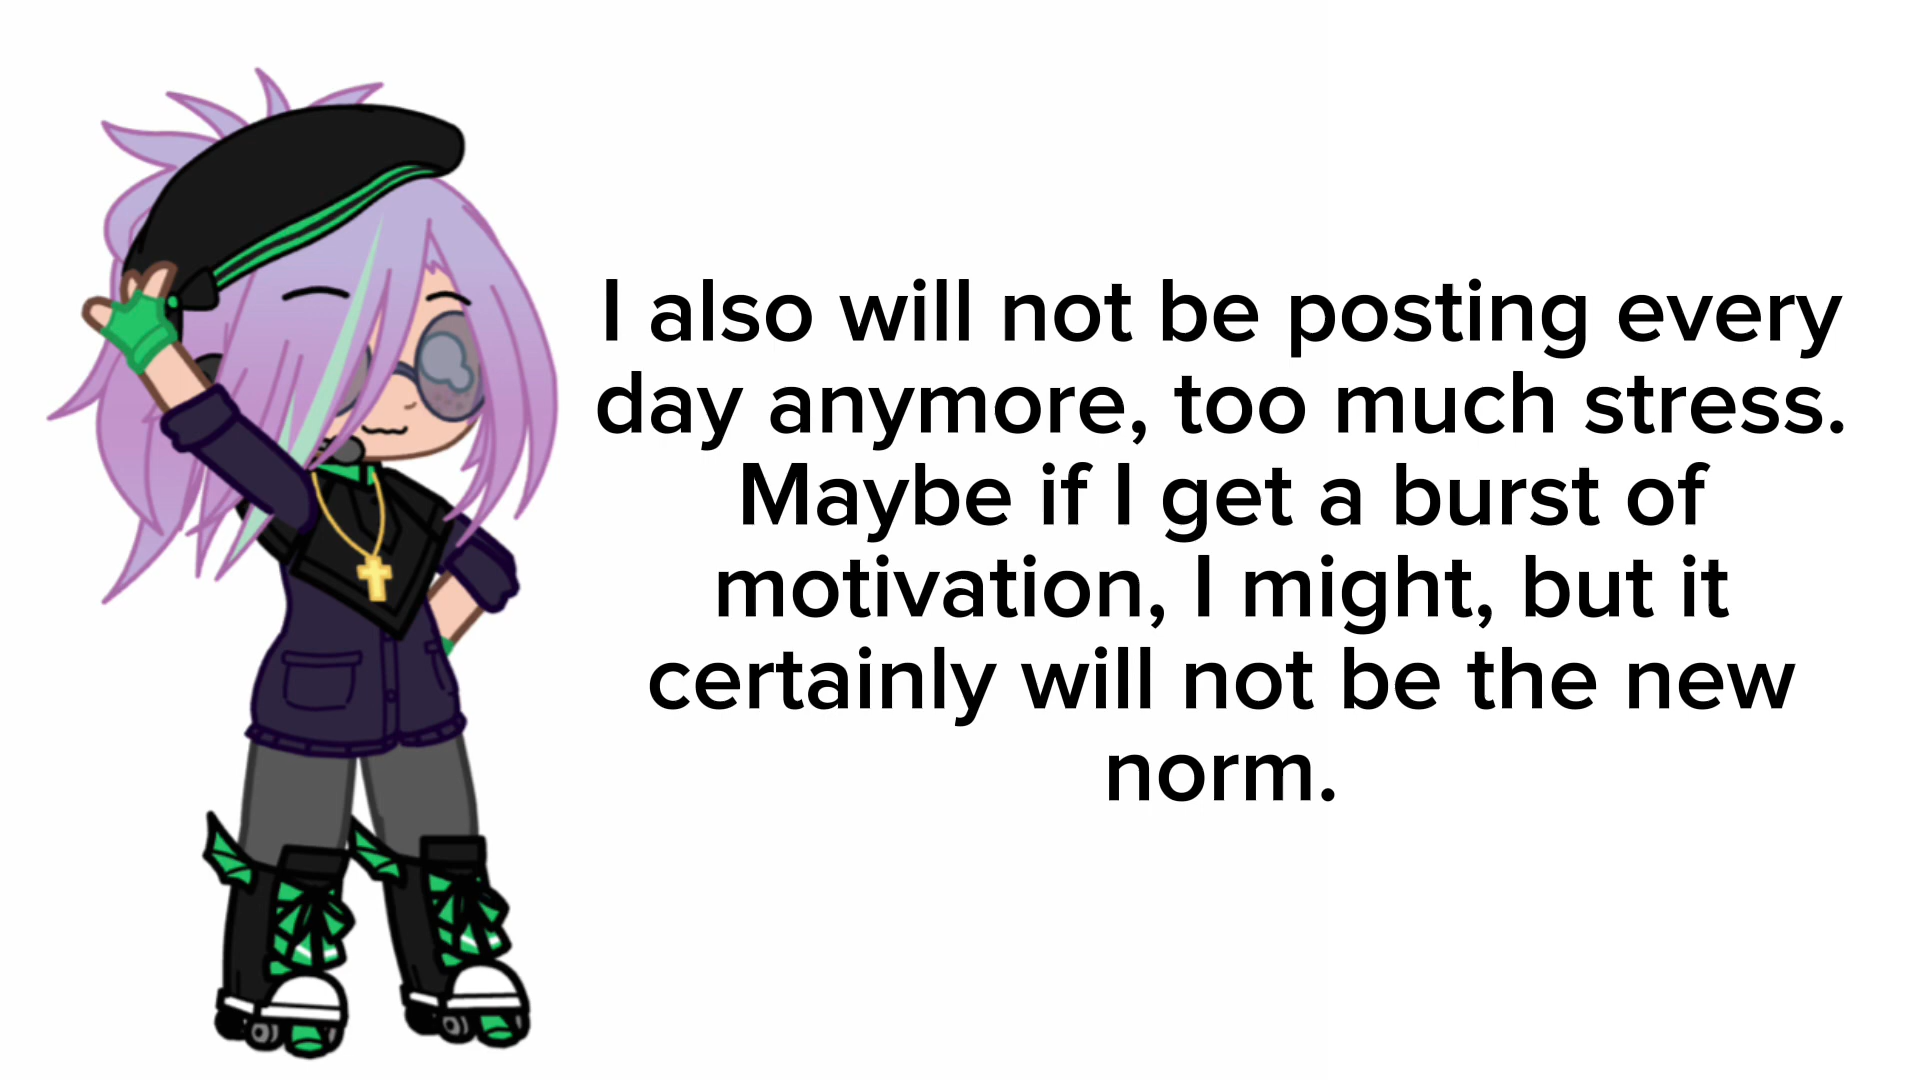 I also will not be posting every
day anymore, too much stress.
Maybe if I get a burst of
motivation, I might, but it
certainly will not be the new
norm.